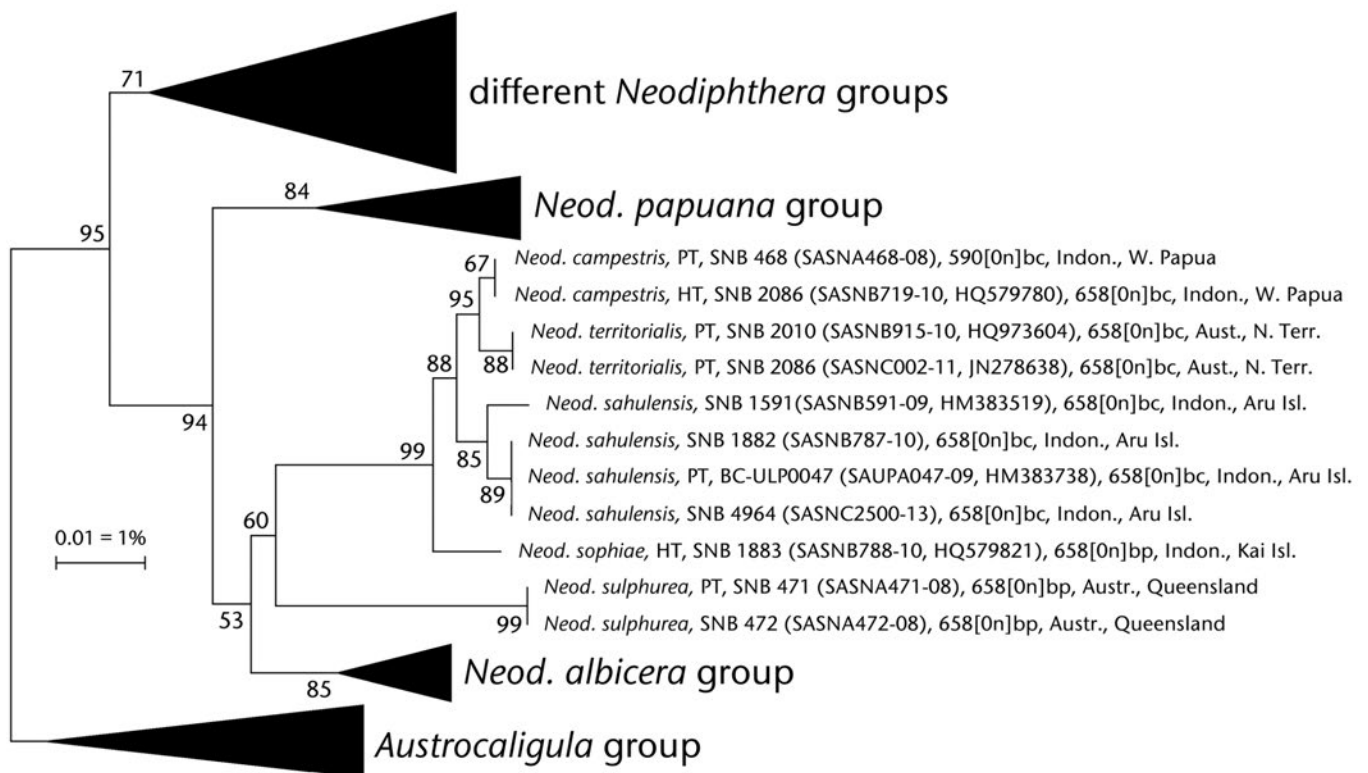 71
different Neodiphthera groups
84
Neod. papuana group
95
67
Neod. campestris, PT, SNB 468 (SASNA468-08), 590[0n]bc, Indon., W. Papua
Neod. campestris, HT, SNB 2086 (SASNB719-10, HQ579780), 658[0n]bc, Indon., W. Papua
95
Neod. territorialis, PT, SNB 2010 (SASNB915-10, HQ973604), 658[0n]bc, Aust., N. Terr.
88
88
Neod. territorialis, PT, SNB 2086 (SASNC002-11, JN278638), 658[0n]bc, Aust., N. Terr.
Neod. sahulensis, SNB 1591(SASNB591-09, HM383519), 658[0n]bc, Indon., Aru Isl.
94
Neod. sahulensis, SNB 1882 (SASNB787-10), 658[0n]bc, Indon., Aru Isl.
99
85
Neod. sahulensis, PT, BC-ULP0047 (SAUPA047-09, HM383738), 658[0n]bc, Indon., Aru Isl.
89
Neod. sahulensis, SNB 4964 (SASNC2500-13), 658[0n]bc, Indon., Aru Isl.
60
0.01 = 1%
Neod. sophiae, HT, SNB 1883 (SASNB788-10, HQ579821), 658[0n]bp, Indon., Kai Isl.
Neod. sulphurea, PT, SNB 471 (SASNA471-08), 658[0n]bp, Austr., Queensland
53
99
Neod. sulphurea, SNB 472 (SASNA472-08), 658[0n]bp, Austr., Queensland
85
Neod. albicera group
Austrocaligula group